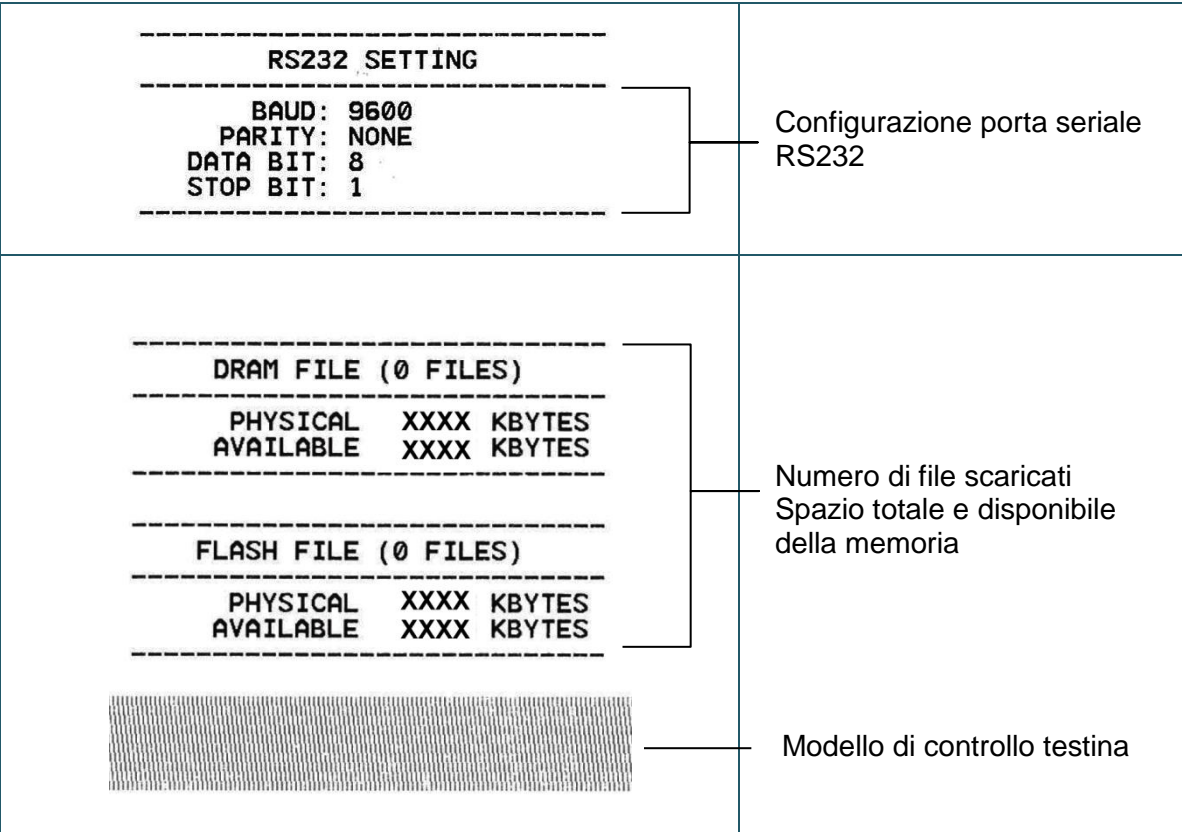 RS232 SETTING
BAUD: 9600
PARITY: NONE
DATA BIT: 8
STOP BIT: 1
Configurazione porta seriale
RS232
DRAM FILE (0 FILES)
PHYSICAL XXXX KBYTES
AVAILABLE XXXX KBYTES
FLASH FILE (0 FILES)
PHYSICAL XXXX KBYTES
AVAILABLE XXXX KBYTES
Numero di file scaricati
Spazio totale e disponibile
della memoria
Modello di controllo testina